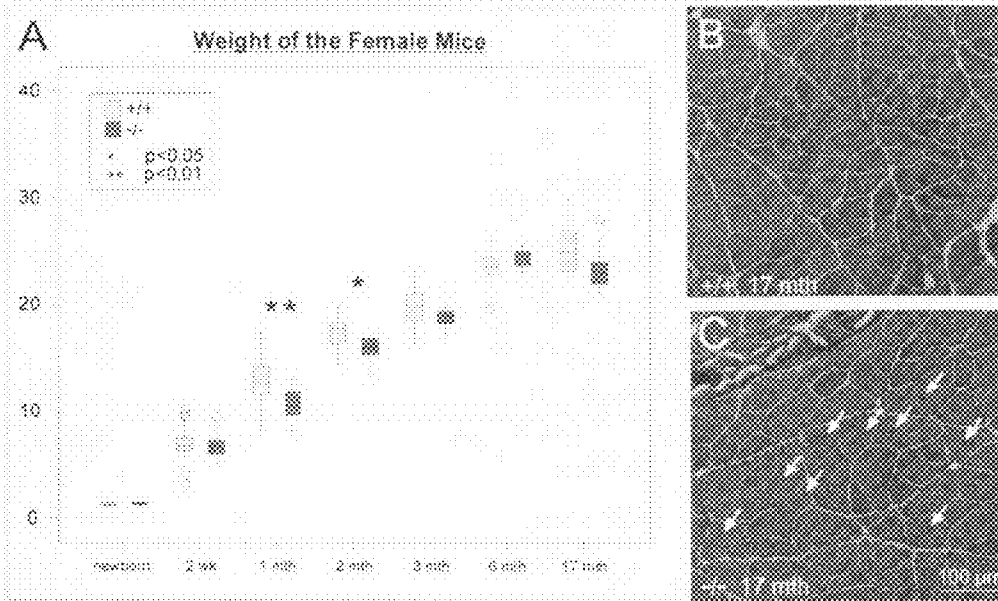 A
Weight of the Female Mice
40
30
20
10
0
+/+
-/-
* p<0.05
** p<0.01
**
*
newborn 2 wk 1 mth 2 mth 3 mth 6 mth 17 mth
B
+/+ 17 mth
C
17 mth
100 μm